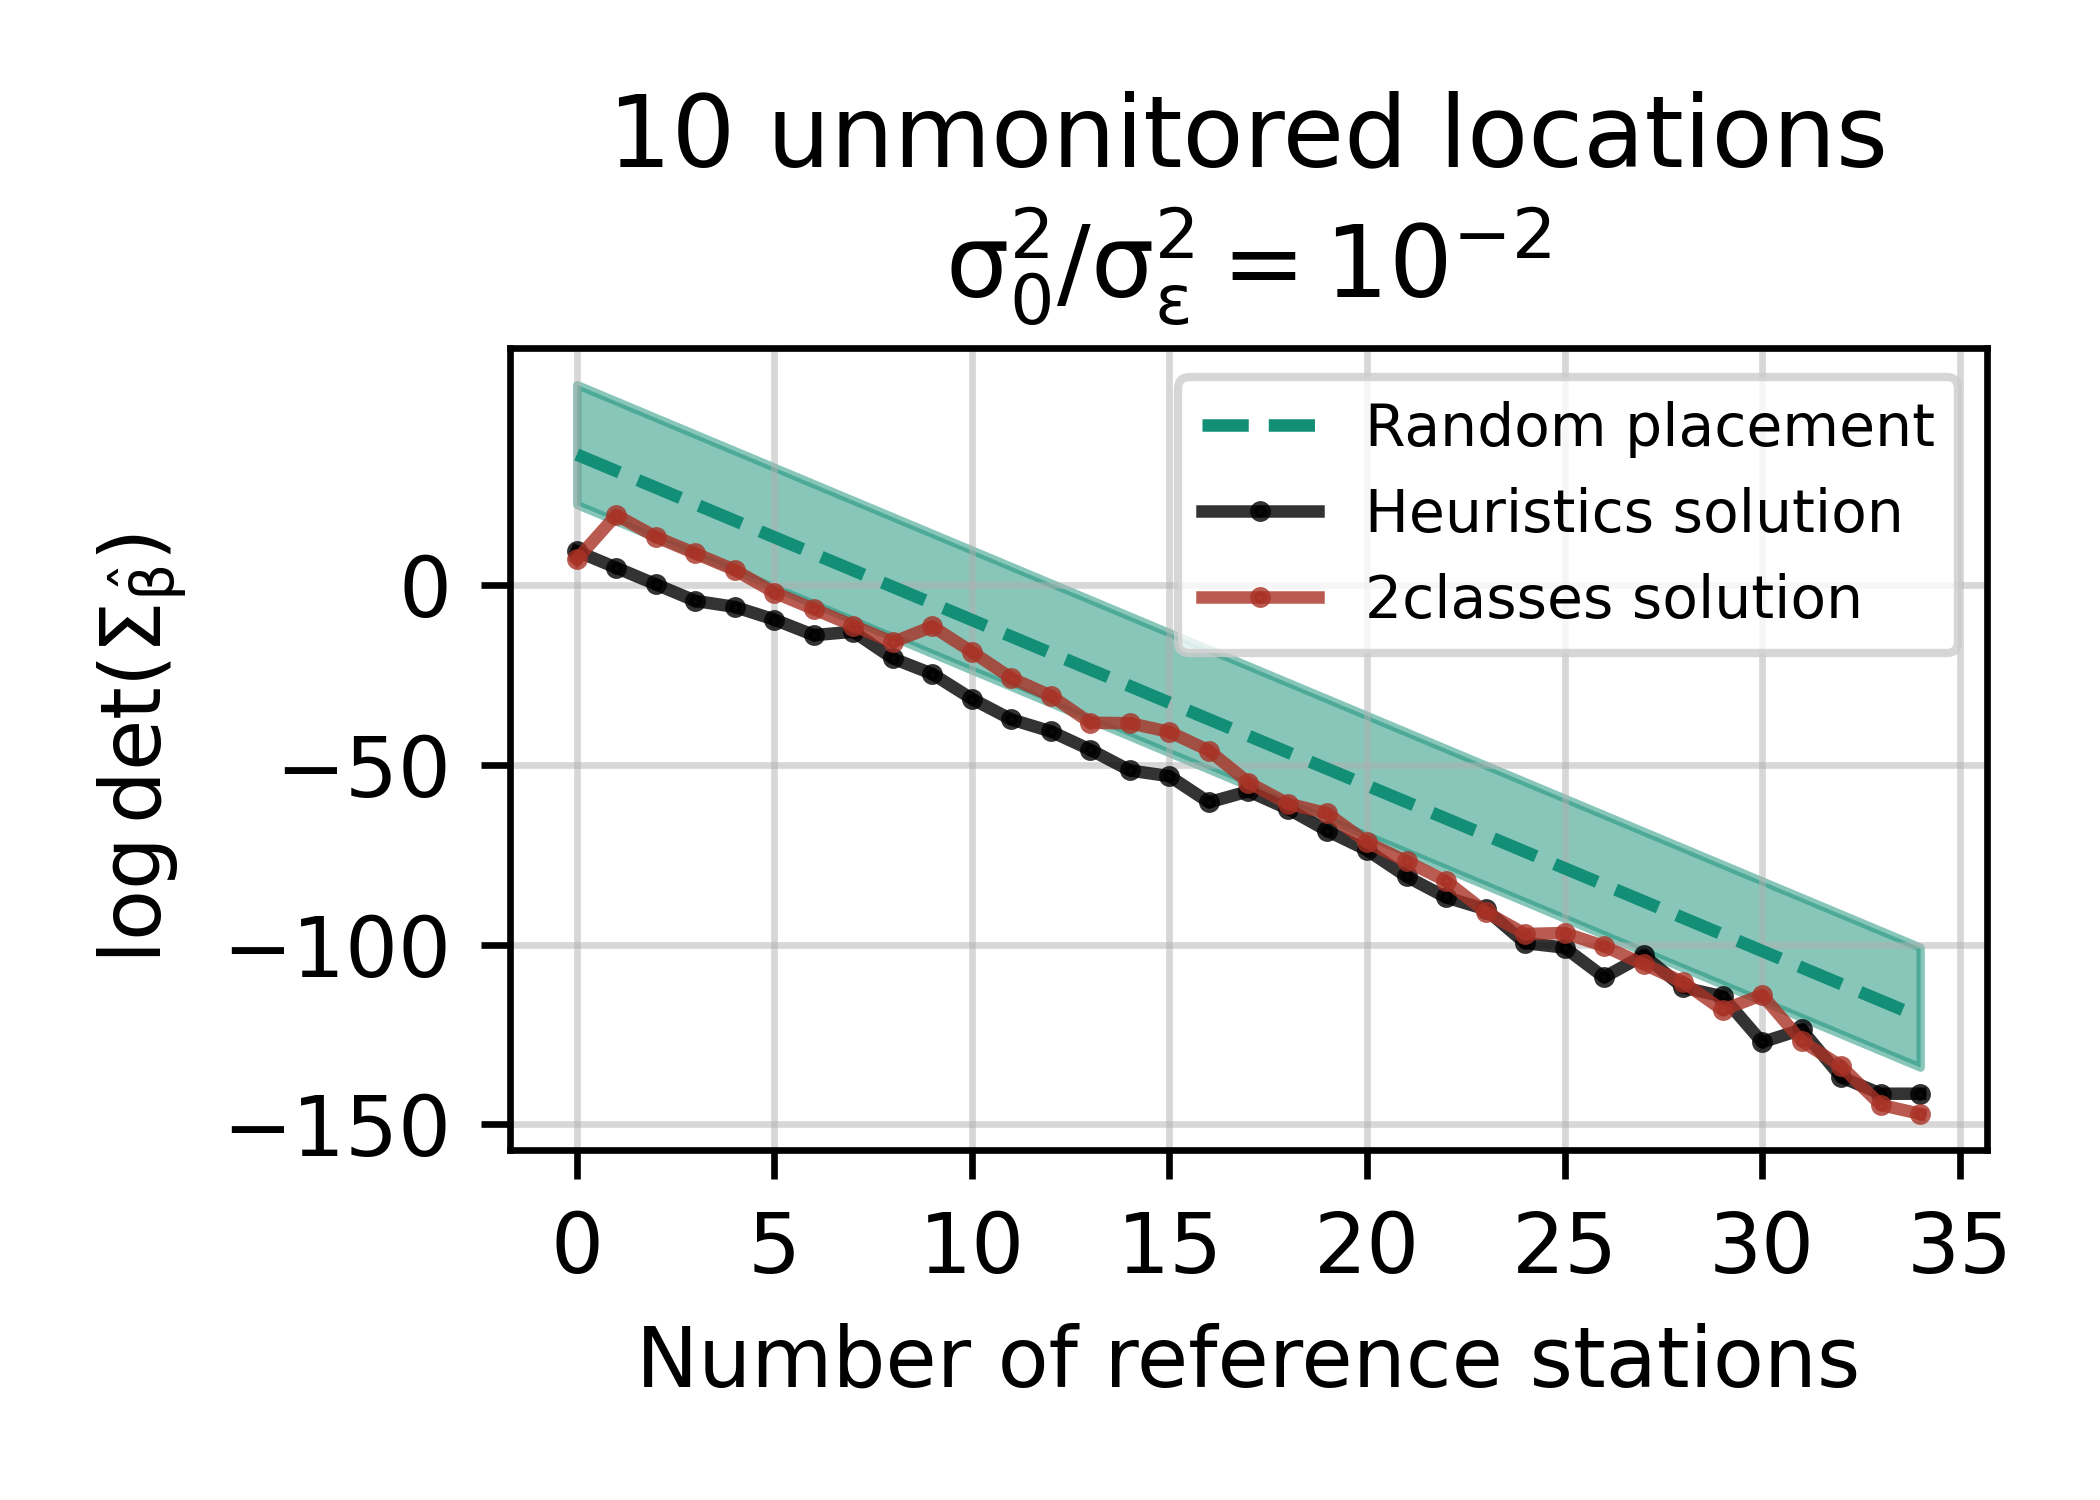 10 unmonitored locations
σ₀²/σ_ε² = 10⁻²
Random placement
Heuristics solution
2classes solution
log det(Σ_β̂)
0
−50
−100
−150
0 5 10 15 20 25 30 35
Number of reference stations